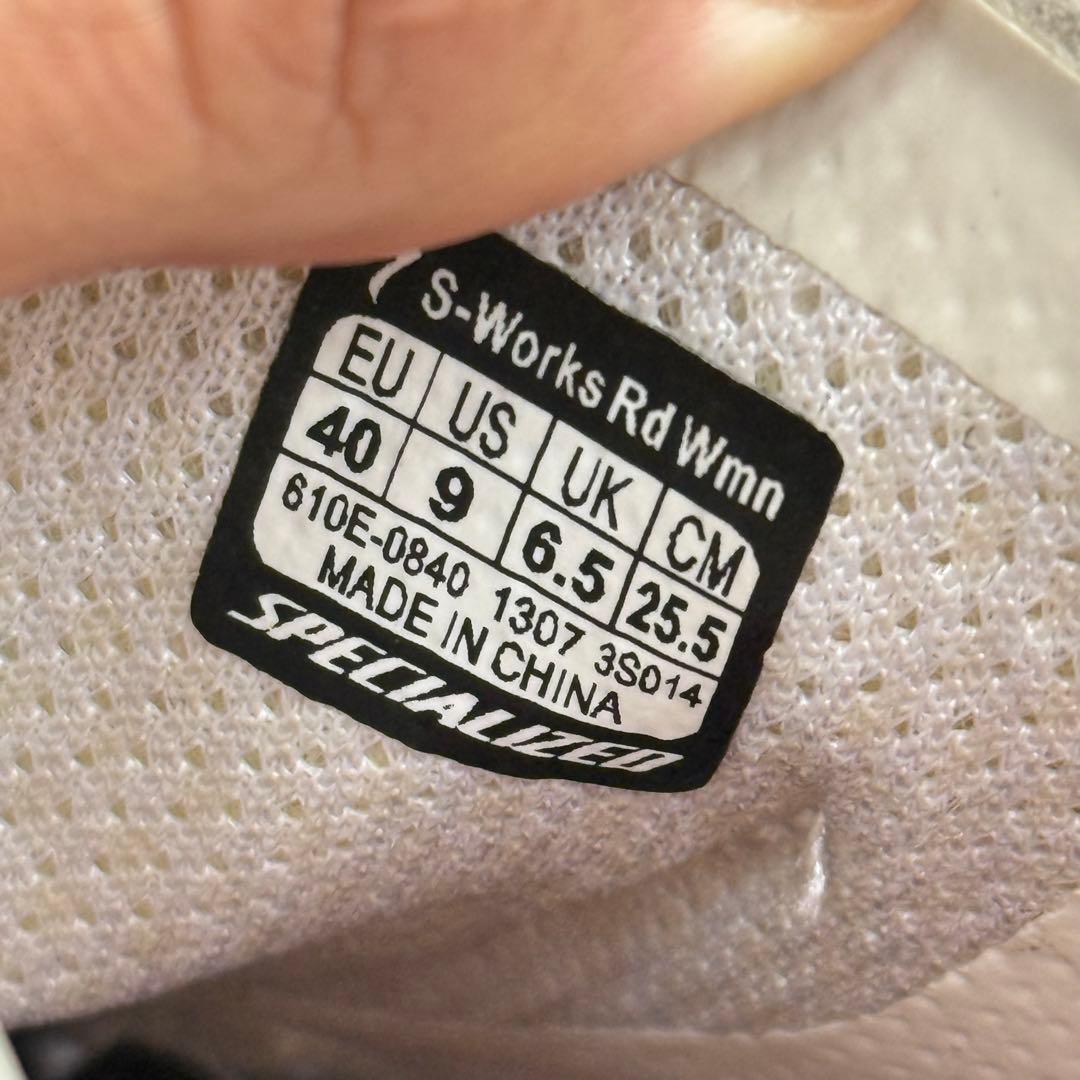 S-Works Rd Wmn
EU US UK CM
40 9 6.5 25.5
610E-0840 1307 3S014
MADE IN CHINA
SPECIALIZED